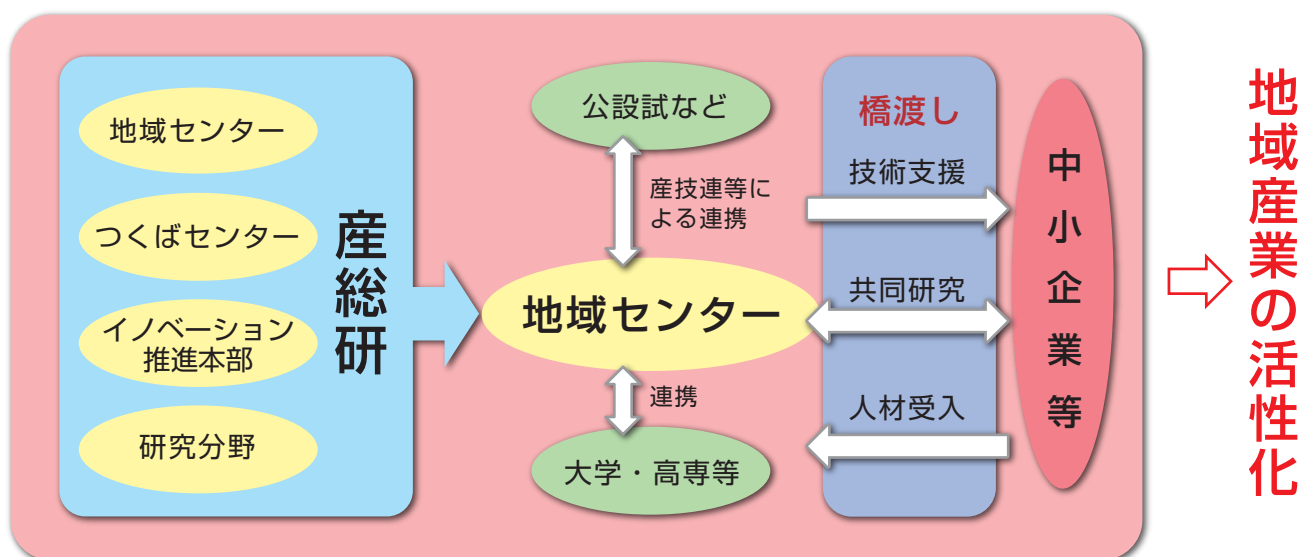 地域センター
つくばセンター
イノベーション
推進本部
研究分野
産総研
公設試など
産技連等に
よる連携
地域センター
連携
大学・高専等
橋渡し
技術支援
共同研究
人材受入
中小企業等
地域産業の活性化